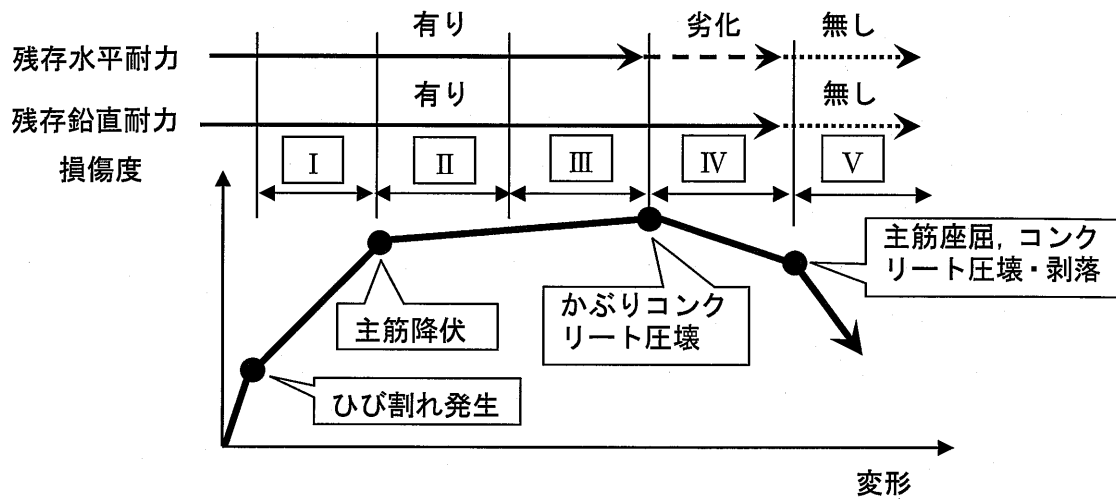 有り 劣化 無し
残存水平耐力
有り 無し
残存鉛直耐力
損傷度
Ⅰ Ⅱ Ⅲ Ⅳ Ⅴ
主筋座屈，コンク
リート圧壊・剥落
かぶりコンク
リート圧壊
主筋降伏
ひび割れ発生
変形